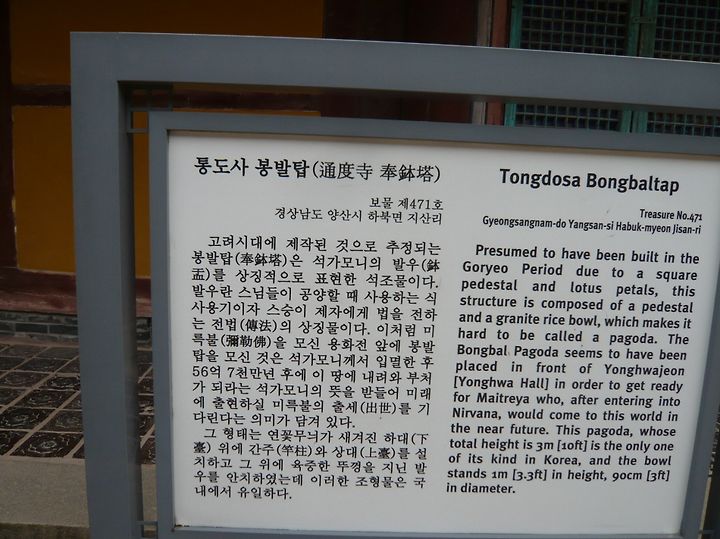 통도사 봉발탑(通度寺 奉鉢塔)
보물 제471호
경상남도 양산시 하북면 지산리
고려시대에 제작된 것으로 추정되는
봉발탑(奉鉢塔)은 석가모니의 발우(鉢
盂)를 상징적으로 표현한 석조물이다.
발우란 스님들이 공양할 때 사용하는 식
사용기이자 스승이 제자에게 법을 전하
는 전법(傳法)의 상징물이다. 이처럼 미
륵불(彌勒佛)을 모신 용화전 앞에 봉발
탑을 모신 것은 석가모니께서 입멸한 후
56억 7천만년 후에 이 땅에 내려와 부처
가 되라는 석가모니의 뜻을 받들어 미래
에 출현하실 미륵불의 출세(出世)를 기
다린다는 의미가 담겨 있다.
그 형태는 연꽃무늬가 새겨진 하대(下
臺) 위에 간주(竿柱)와 상대(上臺)를 설
치하고 그 위에 육중한 뚜껑을 지닌 발
우를 안치하였는데 이러한 조형물은 국
내에서 유일하다.
Tongdosa Bongbaltap
Treasure No.471
Gyeongsangnam-do Yangsan-si Habuk-myeon Jisan-ri
Presumed to have been built in the
Goryeo Period due to a square
pedestal and lotus petals, this
structure is composed of a pedestal
and a granite rice bowl, which makes it
hard to be called a pagoda. The
Bongbal Pagoda seems to have been
placed in front of Yonghwajeon
[Yonghwa Hall] in order to get ready
for Maitreya who, after entering into
Nirvana, would come to this world in
the near future. This pagoda, whose
total height is 3m [10ft] is the only one
of its kind in Korea, and the bowl
stands 1m [3.3ft] in height, 90cm [3ft]
in diameter.